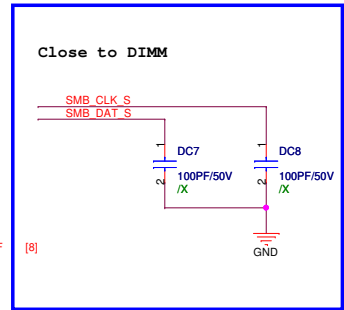 Close to DIMM
SMB_CLK_S
SMB_DAT_S
1
1
DC7
DC8
100PF/50V
100PF/50V
2
2
/X
/X
[8]
GND